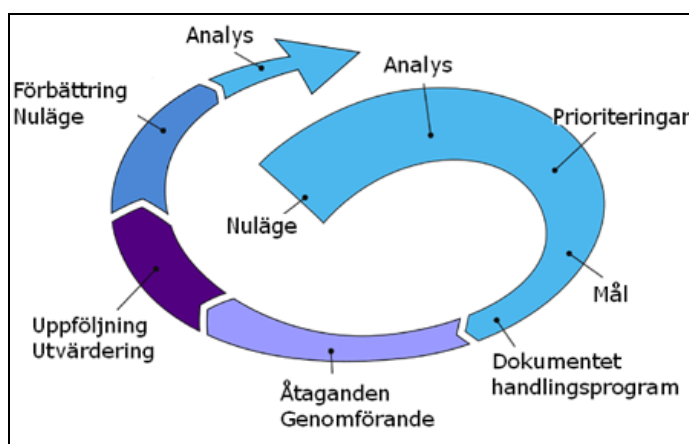 Analys
Analys
Förbättring
Nuläge
Prioriteringar
Nuläge
Mål
Uppföljning
Utvärdering
Dokumentet
handlingsprogram
Åtaganden
Genomförande